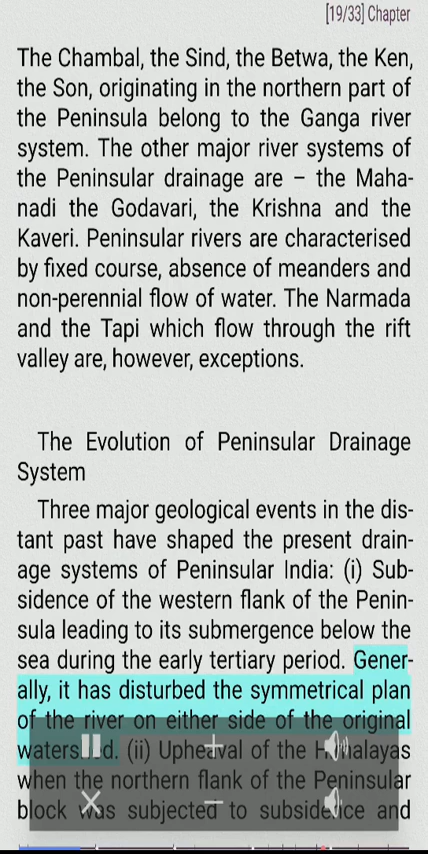 [19/33] Chapter
The Chambal, the Sind, the Betwa, the Ken,
the Son, originating in the northern part of
the Peninsula belong to the Ganga river
system. The other major river systems of
the Peninsular drainage are – the Maha-
nadi the Godavari, the Krishna and the
Kaveri. Peninsular rivers are characterised
by fixed course, absence of meanders and
non-perennial flow of water. The Narmada
and the Tapi which flow through the rift
valley are, however, exceptions.
The Evolution of Peninsular Drainage
System
Three major geological events in the dis-
tant past have shaped the present drain-
age systems of Peninsular India: (i) Sub-
sidence of the western flank of the Penin-
sula leading to its submergence below the
sea during the early tertiary period. Gener-
ally, it has disturbed the symmetrical plan
of the river on either side of the original
watershed. (ii) Upheaval of the Himalayas
when the northern flank of the Peninsular
block was subjected to subsidence and